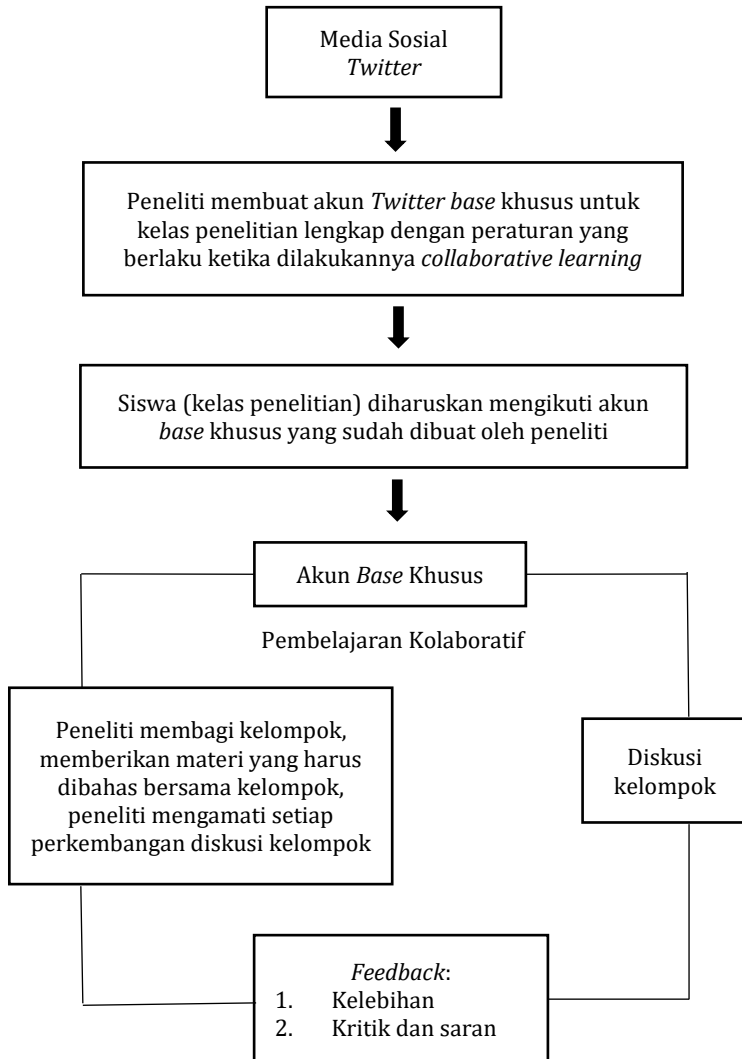 Media Sosial
Twitter
Peneliti membuat akun Twitter base khusus untuk
kelas penelitian lengkap dengan peraturan yang
berlaku ketika dilakukannya collaborative learning
Siswa (kelas penelitian) diharuskan mengikuti akun
base khusus yang sudah dibuat oleh peneliti
Akun Base Khusus
Pembelajaran Kolaboratif
Peneliti membagi kelompok,
memberikan materi yang harus
dibahas bersama kelompok,
peneliti mengamati setiap
perkembangan diskusi kelompok
Diskusi
kelompok
Feedback:
1. Kelebihan
2. Kritik dan saran